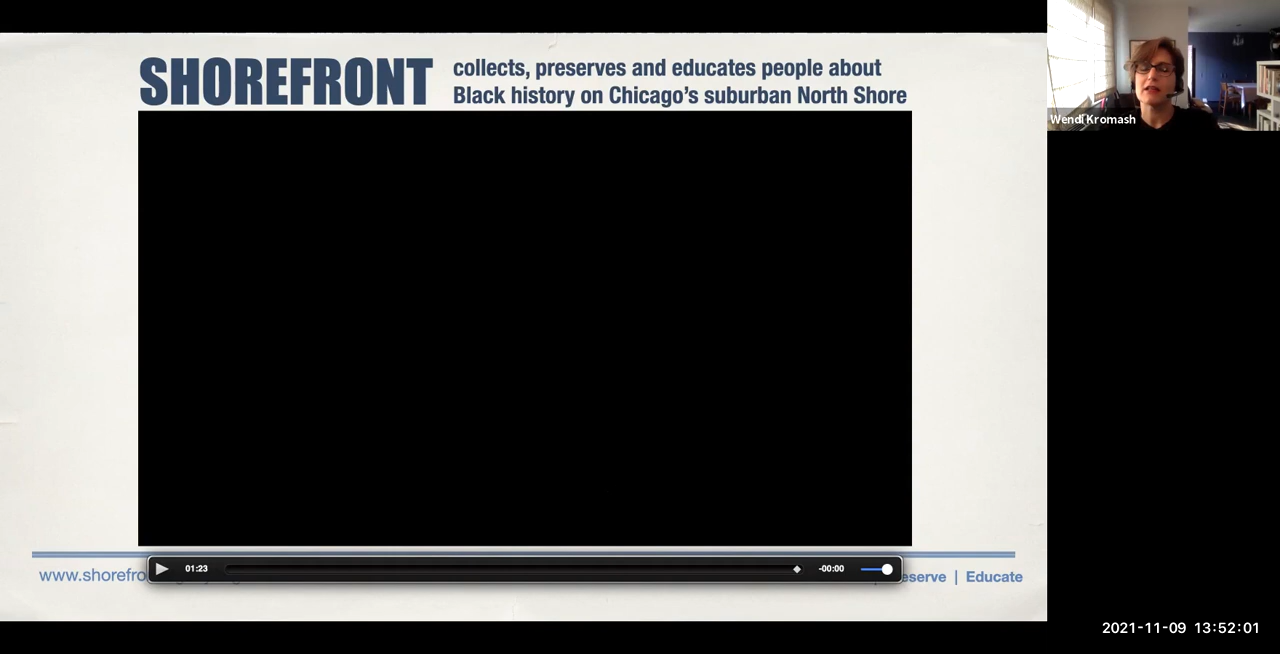 SHOREFRONT
collects, preserves and educates people about
Black history on Chicago's suburban North Shore
Wendi Kromash
01:23
-00:00
www.shorefro
eserve | Educate
2021-11-09 13:52:01